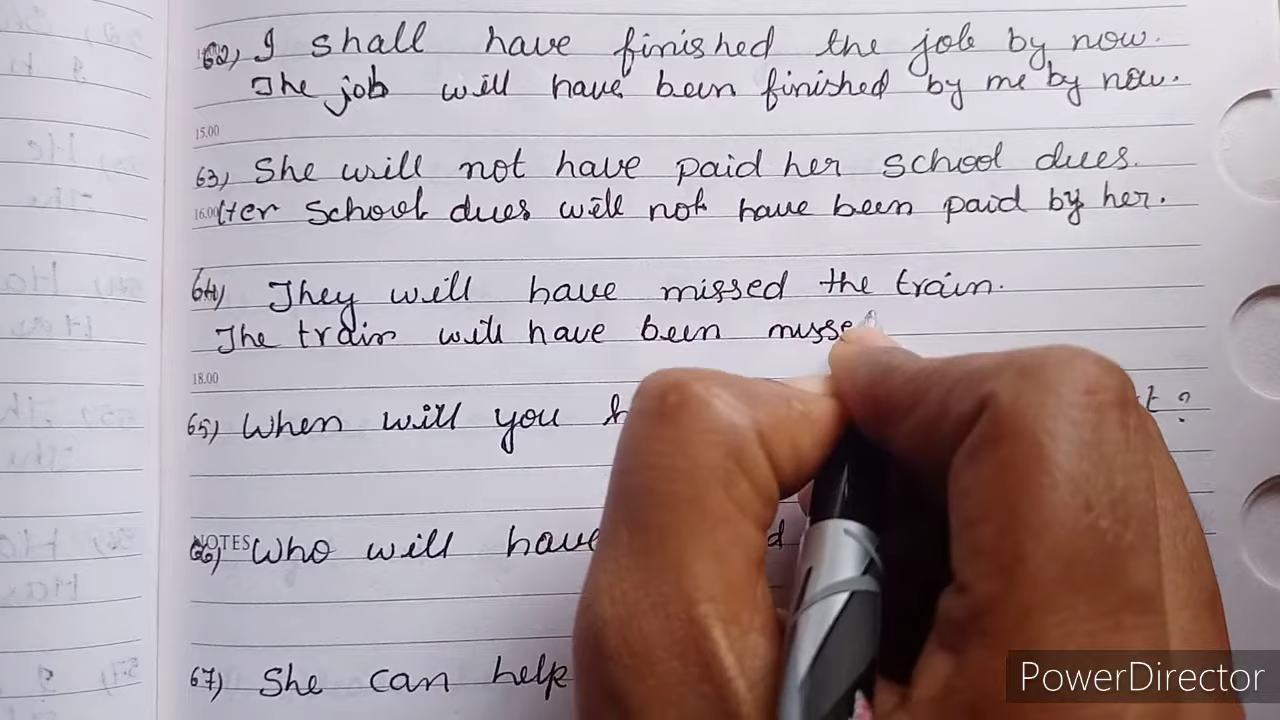 62) I shall have finished the job by now.
The job will have been finished by me by now.
15.00
63) She will not have paid her school dues.
16.00 Her school dues will not have been paid by her.
64) They will have missed the train.
The train will have been misse
18.00
65) When will you ?
NOTES
66) Who will have
67) She can help
PowerDirector